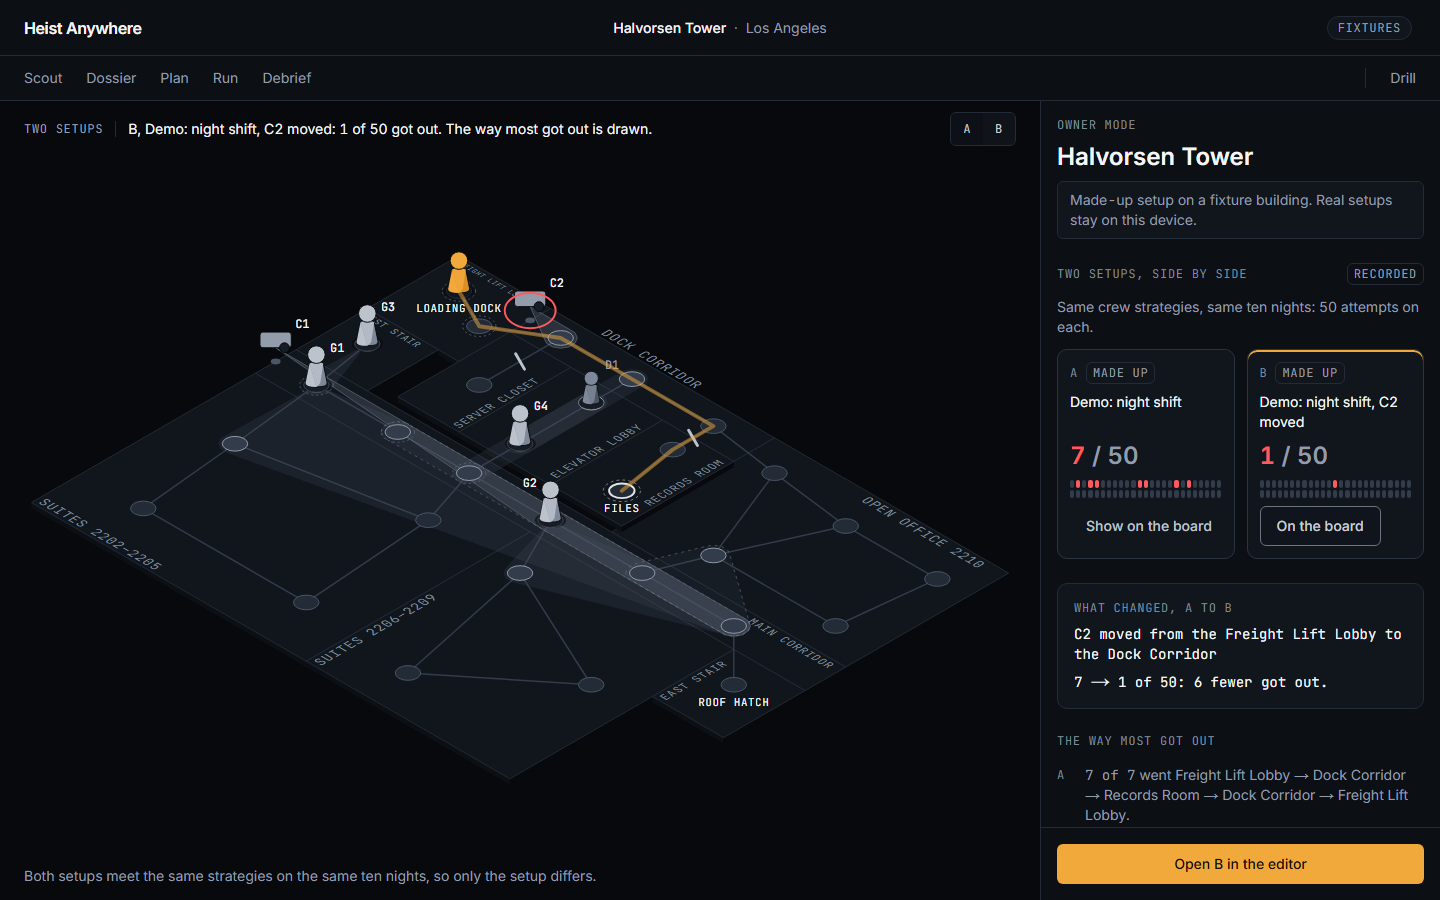 Heist Anywhere
Halvorsen Tower · Los Angeles
FIXTURES
Scout Dossier Plan Run Debrief
Drill
TWO SETUPS
B, Demo: night shift, C2 moved: 1 of 50 got out. The way most got out is drawn.
A B
C1
G3
G1
LOADING DOCK
C2
DOCK CORRIDOR
D1
SERVER CLOSET
G4
ELEVATOR LOBBY
G2
RECORDS ROOM
FILES
OPEN OFFICE 2210
SUITES 2202-2205
SUITES 2206-2209
MAIN CORRIDOR
EAST STAIR
ROOF HATCH
Both setups meet the same strategies on the same ten nights, so only the setup differs.
OWNER MODE
Halvorsen Tower
Made-up setup on a fixture building. Real setups
stay on this device.
TWO SETUPS, SIDE BY SIDE
RECORDED
Same crew strategies, same ten nights: 50 attempts on
each.
A MADE UP
Demo: night shift
7 / 50
Show on the board
B MADE UP
Demo: night shift, C2
moved
1 / 50
On the board
WHAT CHANGED, A TO B
C2 moved from the Freight Lift Lobby to
the Dock Corridor
7 → 1 of 50: 6 fewer got out.
THE WAY MOST GOT OUT
A 7 of 7 went Freight Lift Lobby → Dock Corridor
→ Records Room → Dock Corridor → Freight Lift
Lobby.
Open B in the editor